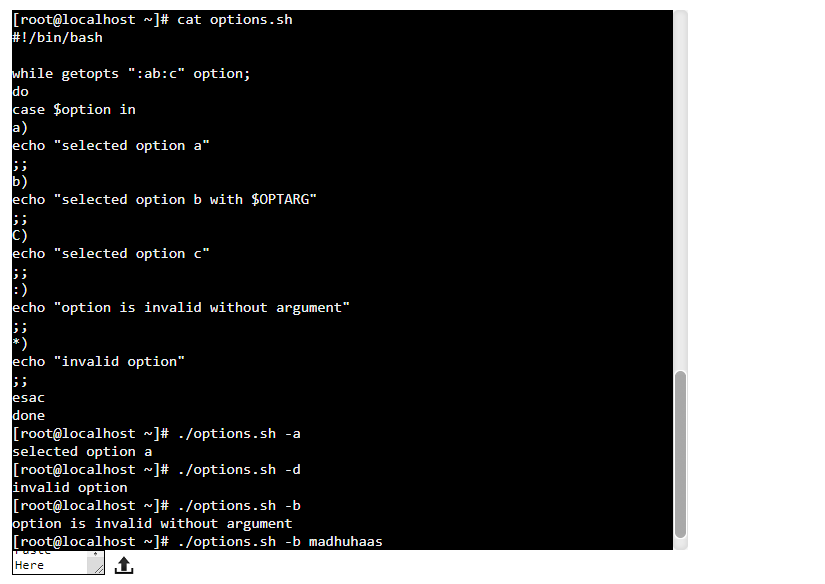 [root@localhost ~]# cat options.sh
#!/bin/bash
while getopts ":ab:c" option;
do
case $option in
a)
echo "selected option a"
;;
b)
echo "selected option b with $OPTARG"
;;
C)
echo "selected option c"
;;
:)
echo "option is invalid without argument"
;;
*)
echo "invalid option"
;;
esac
done
[root@localhost ~]# ./options.sh -a
selected option a
[root@localhost ~]# ./options.sh -d
invalid option
[root@localhost ~]# ./options.sh -b
option is invalid without argument
[root@localhost ~]# ./options.sh -b madhuhaas
Paste
Here